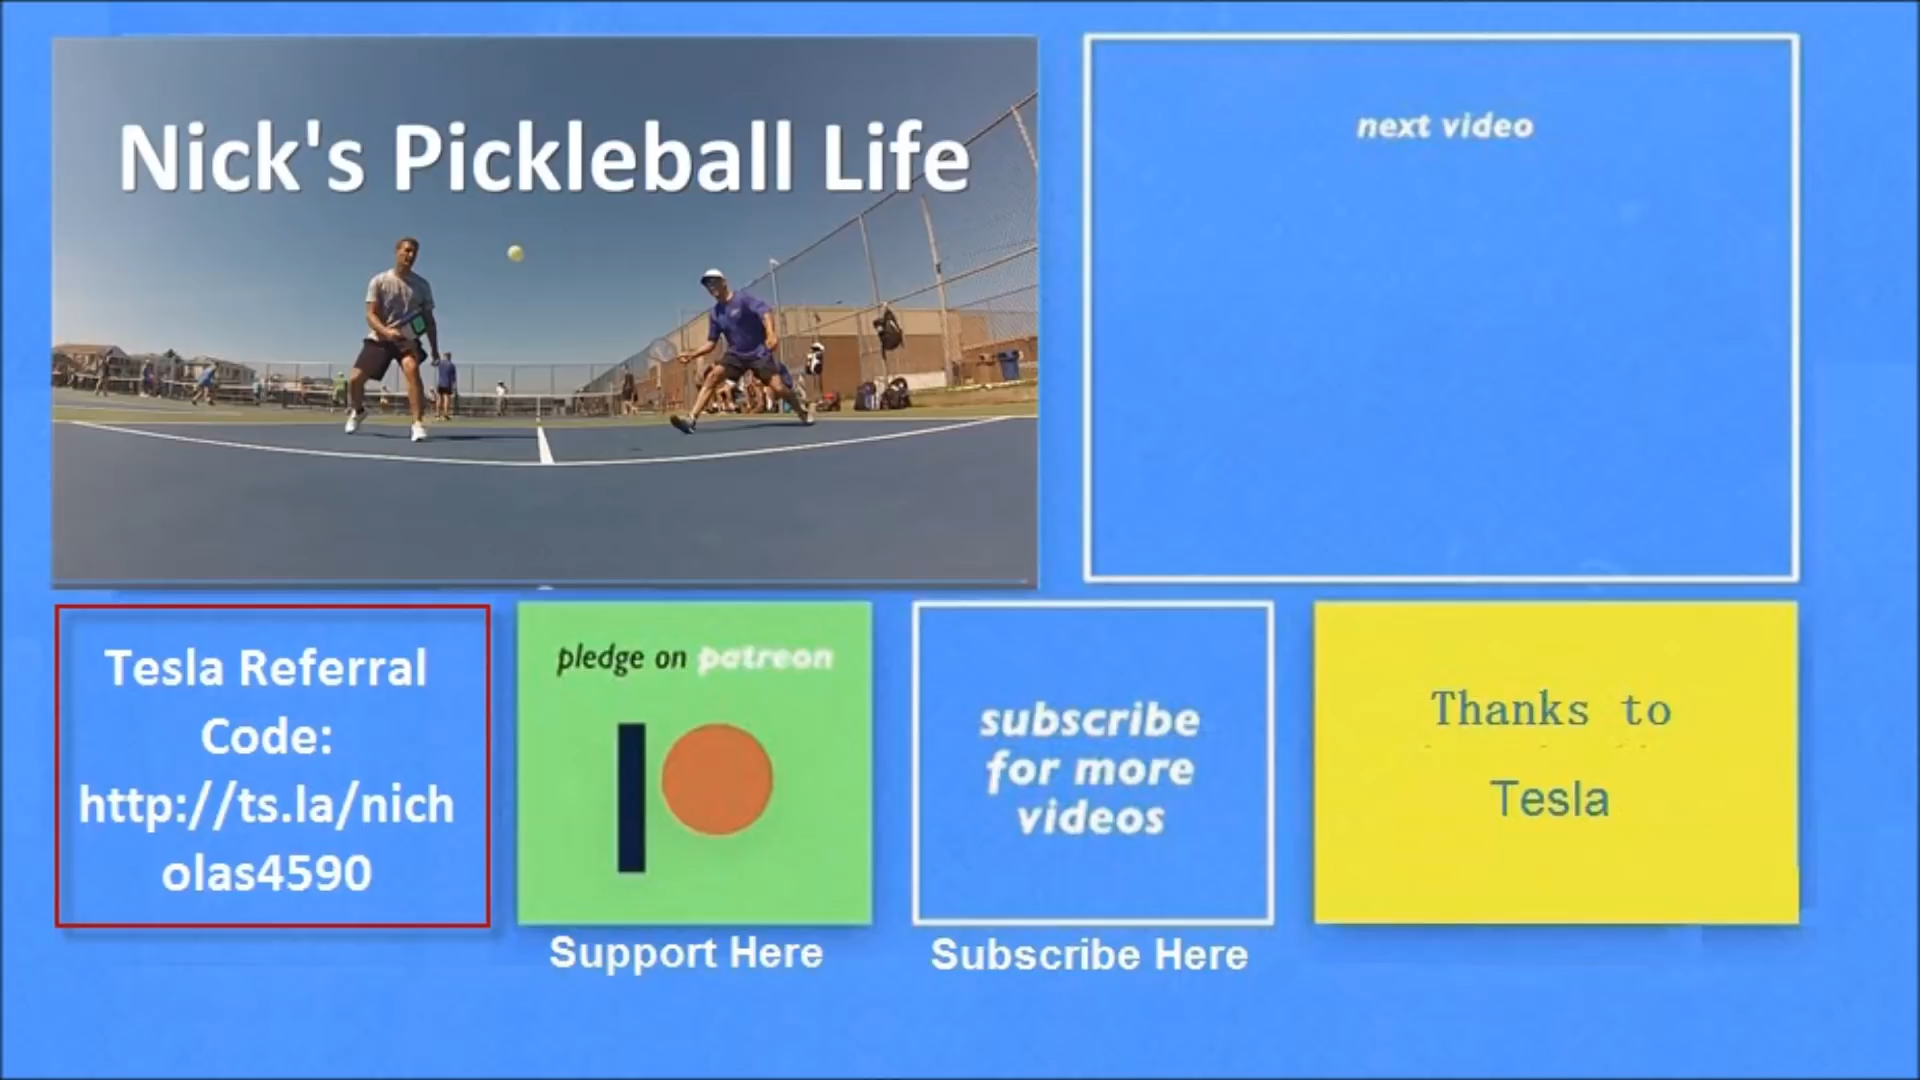 Nick's Pickleball Life
next video
Tesla Referral
Code:
http://ts.la/nich
olas4590
pledge on patreon
Support Here
subscribe
for more
videos
Subscribe Here
Thanks to
Tesla